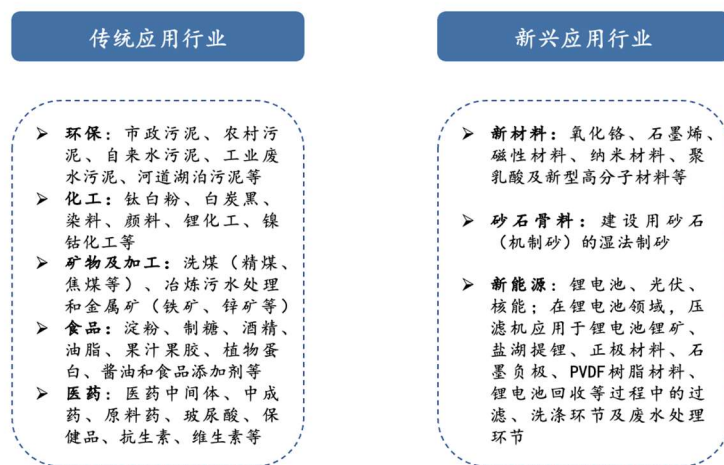 传统应用行业
➢ 环保：市政污泥、农村污
泥、自来水污泥、工业废
水污泥、河道湖泊污泥等
➢ 化工：钛白粉、白炭黑、
染料、颜料、锂化工、镍
钴化工等
➢ 矿物及加工：洗煤（精煤、
焦煤等）、冶炼污水处理
和金属矿（铁矿、锌矿等）
➢ 食品：淀粉、制糖、酒精、
油脂、果汁果胶、植物蛋
白、酱油和食品添加剂等
➢ 医药：医药中间体、中成
药、原料药、玻尿酸、保
健品、抗生素、维生素等
新兴应用行业
➢ 新材料：氧化铬、石墨烯、
磁性材料、纳米材料、聚
乳酸及新型高分子材料等
➢ 砂石骨料：建设用砂石
（机制砂）的湿法制砂
➢ 新能源：锂电池、光伏、
核能；在锂电池领域，压
滤机应用于锂电池锂矿、
盐湖提锂、正极材料、石
墨负极、PVDF树脂材料、
锂电池回收等过程中的过
滤、洗涤环节及废水处理
环节